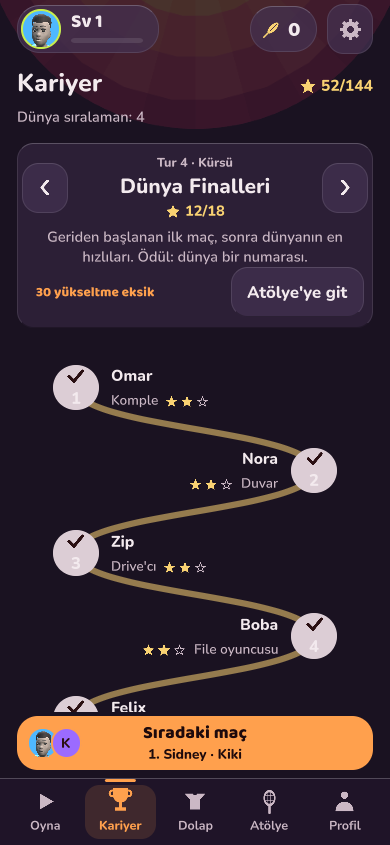 Sv 1
0
Kariyer
52/144
Dünya sıralaman: 4
Tur 4 · Kürsü
Dünya Finalleri
12/18
Geriden başlanan ilk maç, sonra dünyanın en
hızlıları. Ödül: dünya bir numarası.
30 yükseltme eksik
Atölye'ye git
Omar
1
Komple
Nora
2
Duvar
Zip
3
Drive'cı
Boba
4
File oyuncusu
Felix
K
Sıradaki maç
1. Sidney · Kiki
Oyna
Kariyer
Dolap
Atölye
Profil